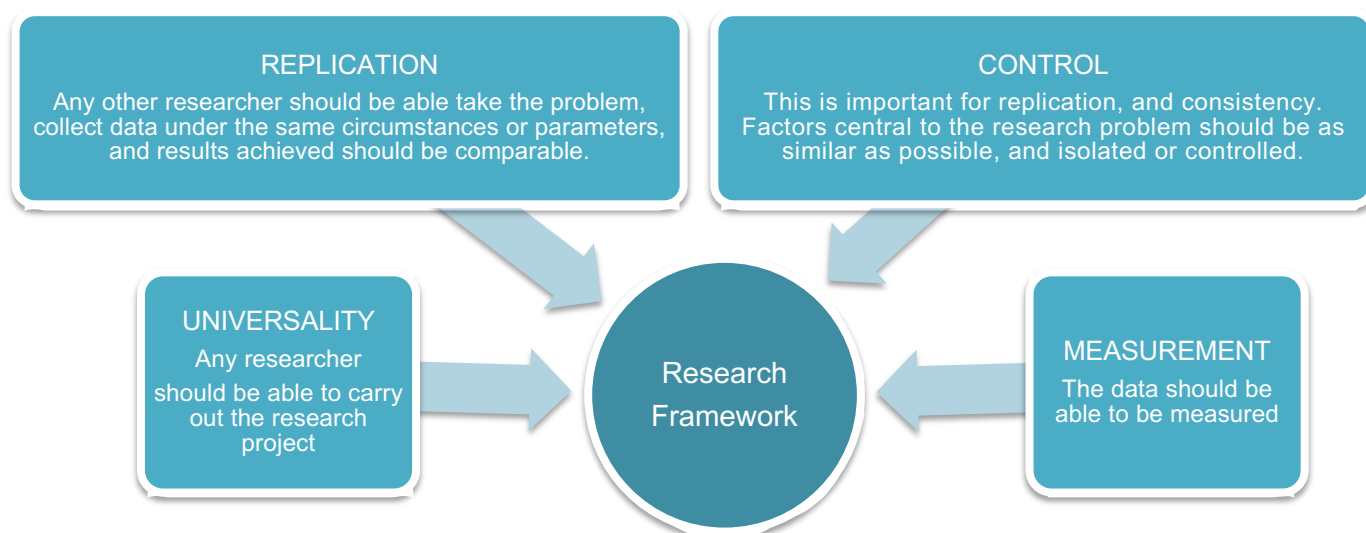 REPLICATION
Any other researcher should be able take the problem,
collect data under the same circumstances or parameters,
and results achieved should be comparable.
CONTROL
This is important for replication, and consistency.
Factors central to the research problem should be as
similar as possible, and isolated or controlled.
UNIVERSALITY
Any researcher
should be able to carry
out the research
project
Research
Framework
MEASUREMENT
The data should be
able to be measured